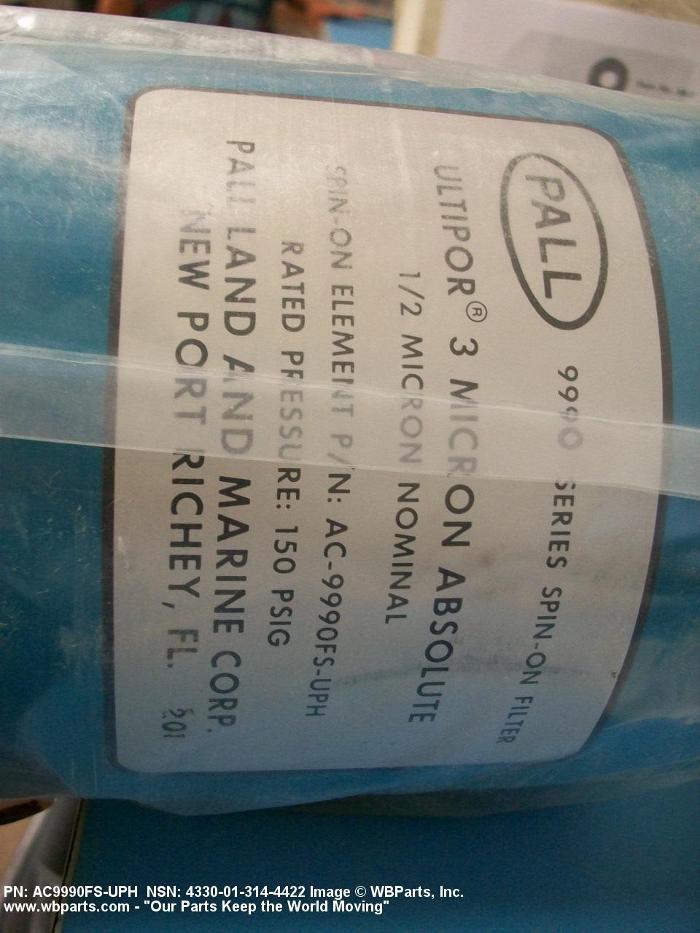 PALL 9990 SERIES SPIN-ON FILTER
ULTIPOR® 3 MICRON ABSOLUTE
1/2 MICRON NOMINAL
SPIN-ON ELEMENT P/N: AC-9990FS-UPH
RATED PRESSURE: 150 PSIG
PALL LAND AND MARINE CORP.
NEW PORT RICHEY, FL.
PN: AC9990FS-UPH NSN: 4330-01-314-4422 Image © WBParts, Inc.
www.wbparts.com - "Our Parts Keep the World Moving"